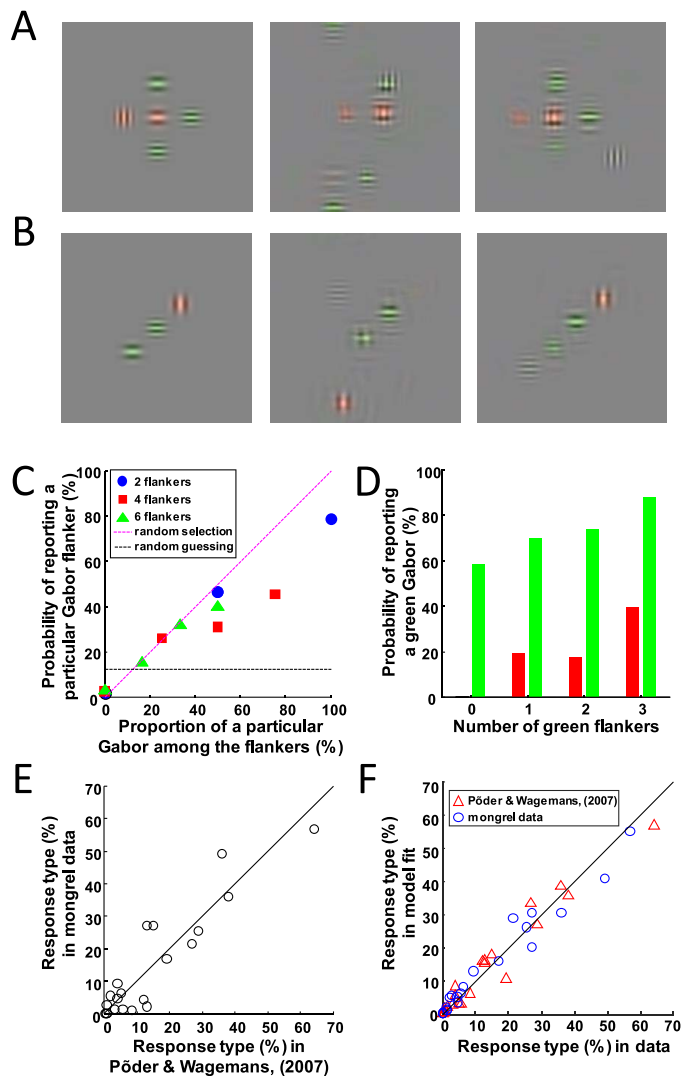 A
B
C
Probability of reporting a
particular Gabor flanker (%)
100
80
60
40
20
0
2 flankers
4 flankers
6 flankers
random selection
random guessing
0 20 40 60 80 100
Proportion of a particular
Gabor among the flankers (%)
D
Probability of reporting
a green Gabor (%)
100
80
60
40
20
0
0 1 2 3
Number of green flankers
E
Response type (%)
in mongrel data
70
60
50
40
30
20
10
0
0 10 20 30 40 50 60 70
Response type (%) in
Põder & Wagemans, (2007)
F
Response type (%)
in model fit
70
60
50
40
30
20
10
0
Põder & Wagemans, (2007)
mongrel data
0 10 20 30 40 50 60 70
Response type (%) in data